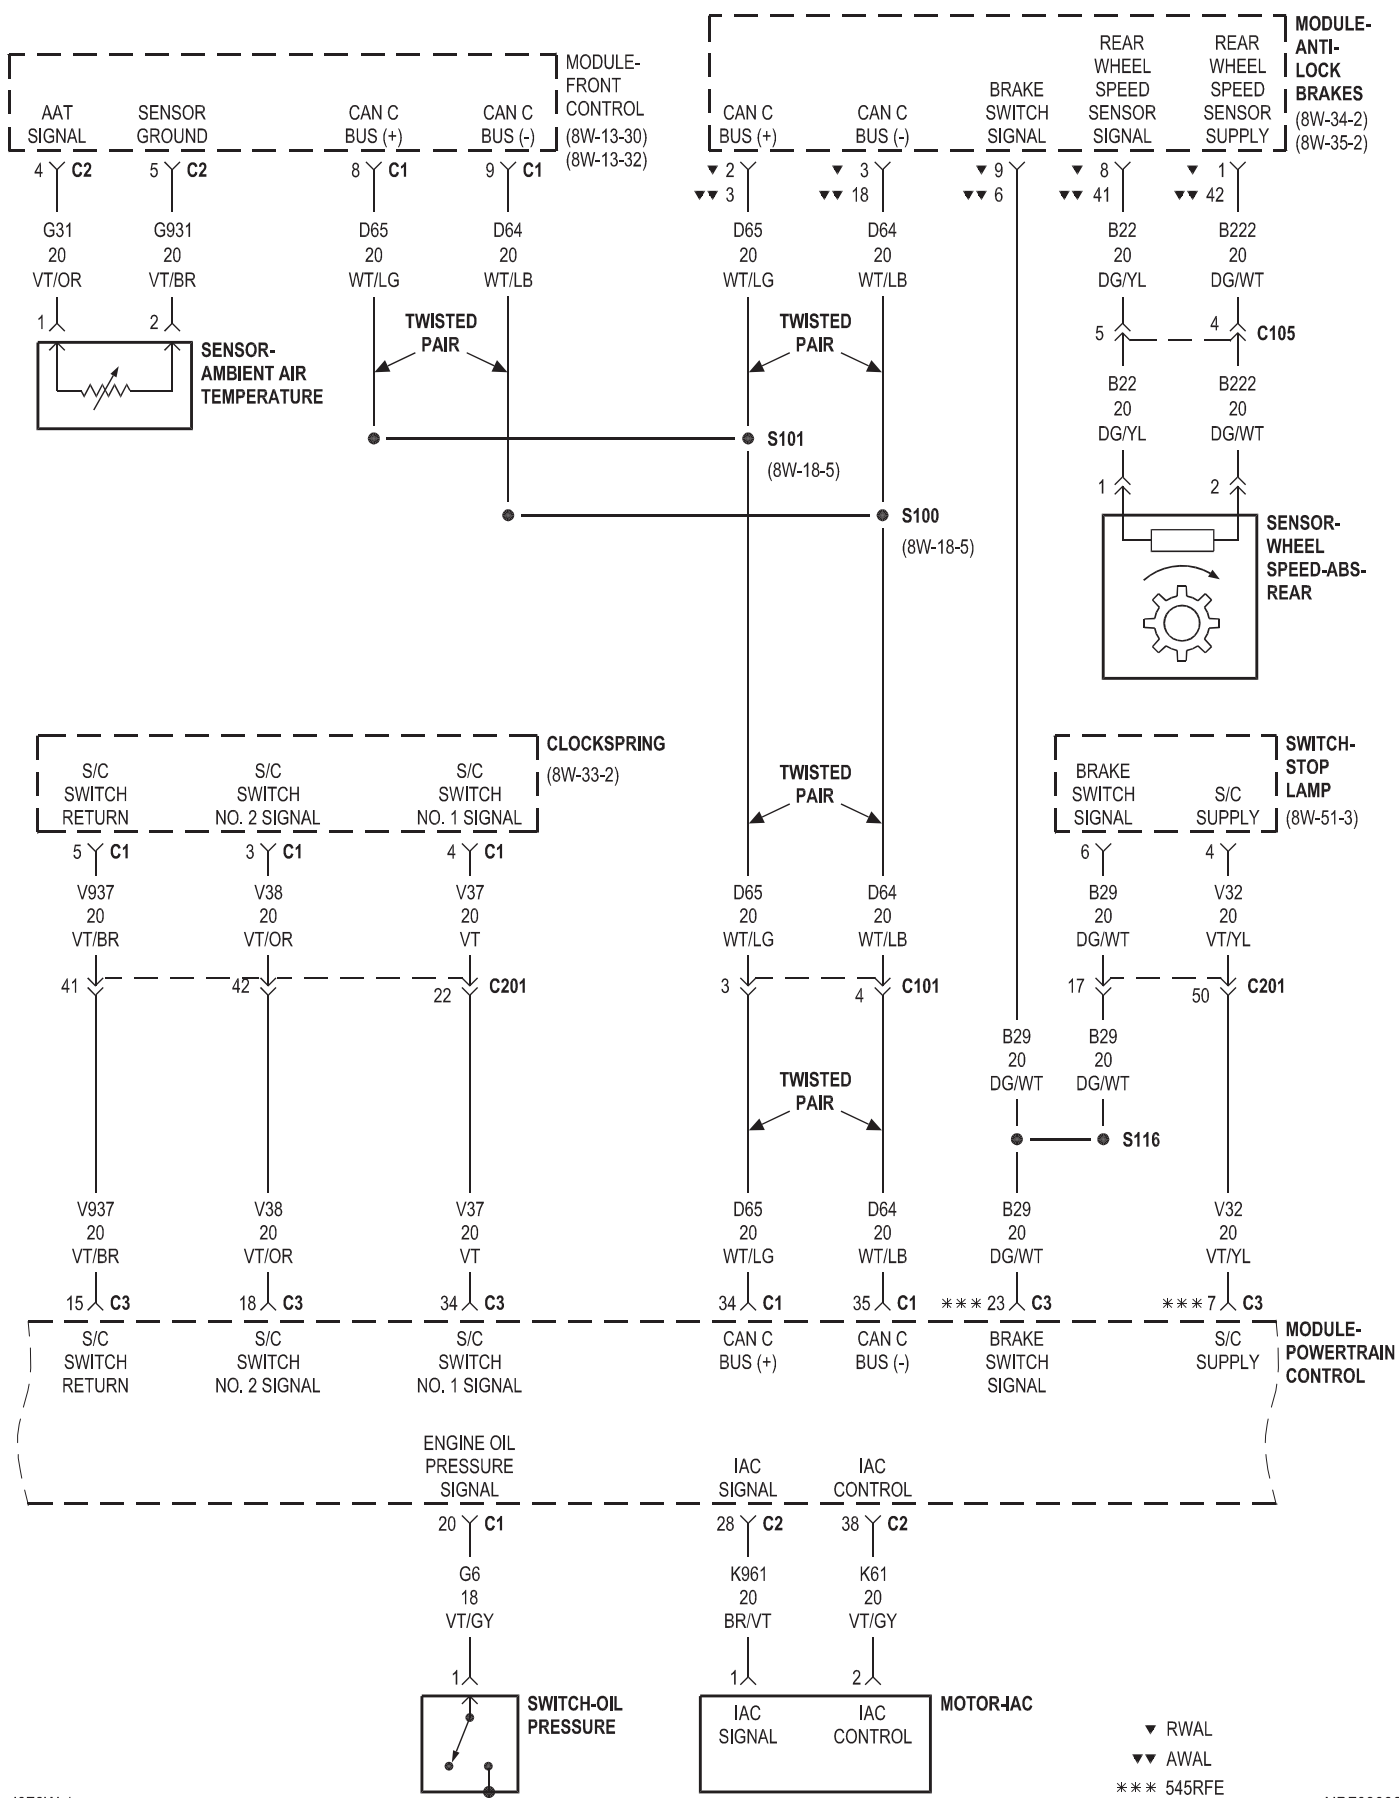 MODULE-
FRONT
CONTROL
(8W-13-30)
(8W-13-32)
AAT
SIGNAL
SENSOR
GROUND
CAN C
BUS (+)
CAN C
BUS (-)
4 C2
5 C2
8 C1
9 C1
G31
20
VT/OR
G931
20
VT/BR
D65
20
WT/LG
D64
20
WT/LB
1
2
SENSOR-
AMBIENT AIR
TEMPERATURE
TWISTED
PAIR
MODULE-
ANTI-
LOCK
BRAKES
(8W-34-2)
(8W-35-2)
CAN C
BUS (+)
CAN C
BUS (-)
BRAKE
SWITCH
SIGNAL
REAR
WHEEL
SPEED
SENSOR
SIGNAL
REAR
WHEEL
SPEED
SENSOR
SUPPLY
▼ 2
▼▼ 3
▼ 3
▼▼ 18
▼ 9
▼▼ 6
▼ 8
▼▼ 41
▼ 1
▼▼ 42
D65
20
WT/LG
D64
20
WT/LB
B22
20
DG/YL
B222
20
DG/WT
TWISTED
PAIR
5
4
C105
B22
20
DG/YL
B222
20
DG/WT
S101
(8W-18-5)
S100
(8W-18-5)
1
2
SENSOR-
WHEEL
SPEED-ABS-
REAR
CLOCKSPRING
(8W-33-2)
S/C
SWITCH
RETURN
S/C
SWITCH
NO. 2 SIGNAL
S/C
SWITCH
NO. 1 SIGNAL
5 C1
3 C1
4 C1
V937
20
VT/BR
V38
20
VT/OR
V37
20
VT
41
42
22
C201
TWISTED
PAIR
D65
20
WT/LG
D64
20
WT/LB
3
4
C101
SWITCH-
STOP
LAMP
(8W-51-3)
BRAKE
SWITCH
SIGNAL
S/C
SUPPLY
6
4
B29
20
DG/WT
V32
20
VT/YL
17
50
C201
B29
20
DG/WT
B29
20
DG/WT
TWISTED
PAIR
S116
V937
20
VT/BR
V38
20
VT/OR
V37
20
VT
D65
20
WT/LG
D64
20
WT/LB
B29
20
DG/WT
V32
20
VT/YL
15 C3
18 C3
34 C3
34 C1
35 C1
*** 23 C3
*** 7 C3
S/C
SWITCH
RETURN
S/C
SWITCH
NO. 2 SIGNAL
S/C
SWITCH
NO. 1 SIGNAL
CAN C
BUS (+)
CAN C
BUS (-)
BRAKE
SWITCH
SIGNAL
S/C
SUPPLY
MODULE-
POWERTRAIN
CONTROL
ENGINE OIL
PRESSURE
SIGNAL
IAC
SIGNAL
IAC
CONTROL
20 C1
28 C2
38 C2
G6
18
VT/GY
K961
20
BR/VT
K61
20
VT/GY
1
1
2
SWITCH-OIL
PRESSURE
IAC
SIGNAL
IAC
CONTROL
MOTOR-IAC
▼ RWAL
▼▼ AWAL
*** 545RFE